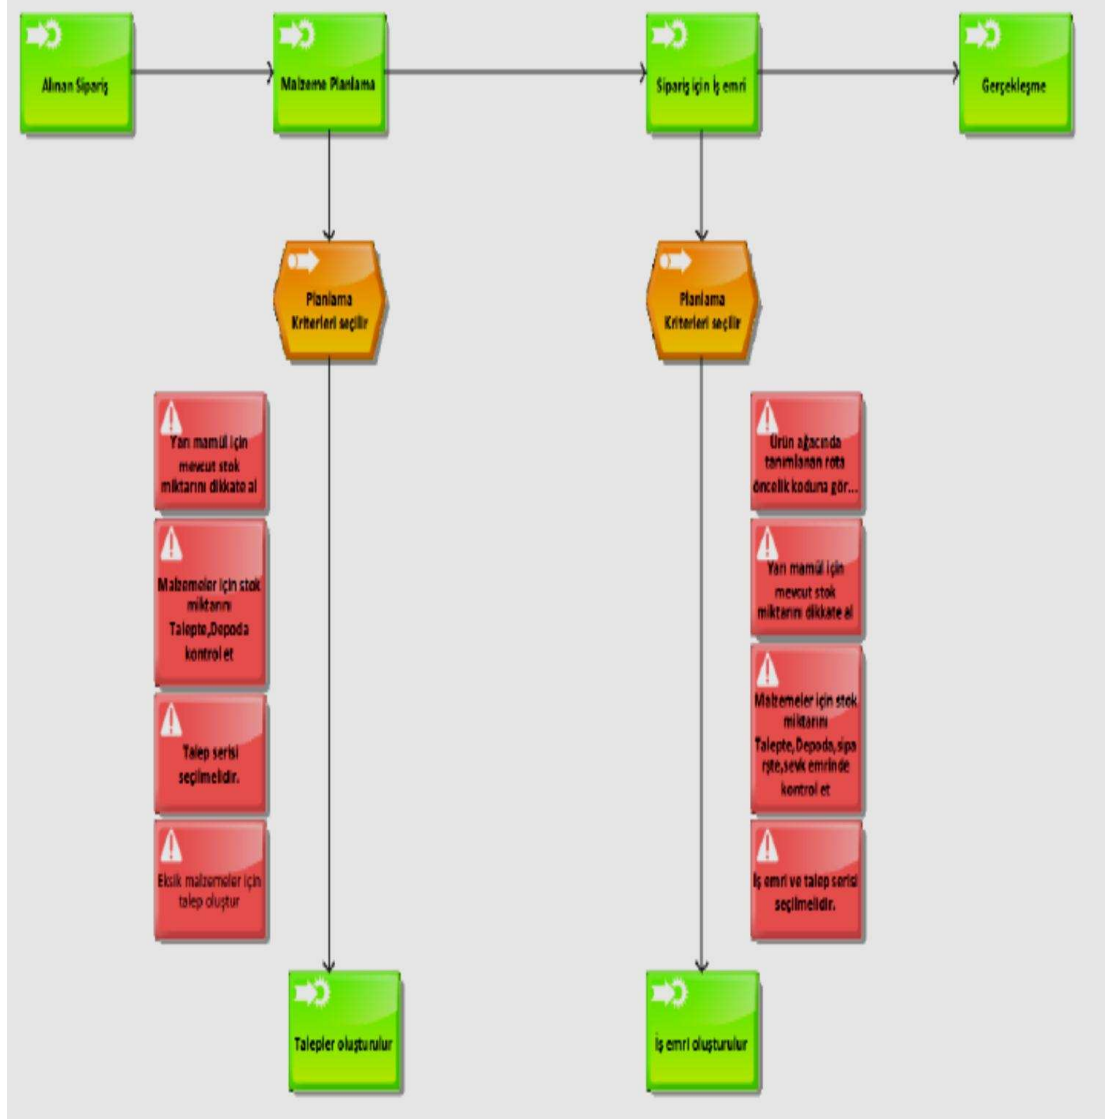 Alınan Sipariş
Malzeme Planlama
Sipariş için İş emri
Gerçekleşme
Planlama
Kriterleri seçilir
Planlama
Kriterleri seçilir
Yarı mamül için
mevcut stok
miktarını dikkate al
Malzemeler için stok
miktarını
Talepte,Depoda
kontrol et
Talep serisi
seçilmelidir.
Eksik malzemeler için
talep oluştur
Ürün ağacında
tanımlanan rota
öncelik koduna gör...
Yarı mamül için
mevcut stok
miktarını dikkate al
Malzemeler için stok
miktarını
Talepte,Depoda,sipa
rişte,sevk emrinde
kontrol et
İş emri ve talep serisi
seçilmelidir.
Talepler oluşturulur
İş emri oluşturulur